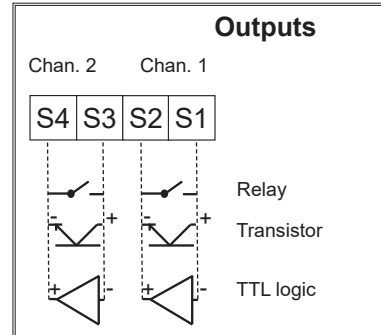 Outputs
Chan. 2 Chan. 1
S4 S3 S2 S1
Relay
- + - +
Transistor
+ - + -
TTL logic